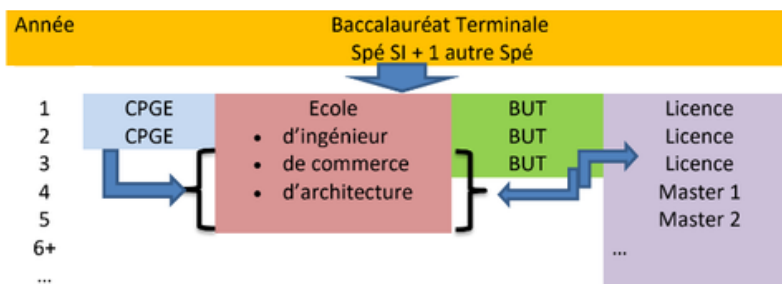 Année Baccalauréat Terminale
Spé SI + 1 autre Spé
1 CPGE Ecole BUT Licence
2 CPGE • d'ingénieur BUT Licence
3 • de commerce BUT Licence
4 • d'architecture Master 1
5 Master 2
6+ ...
...